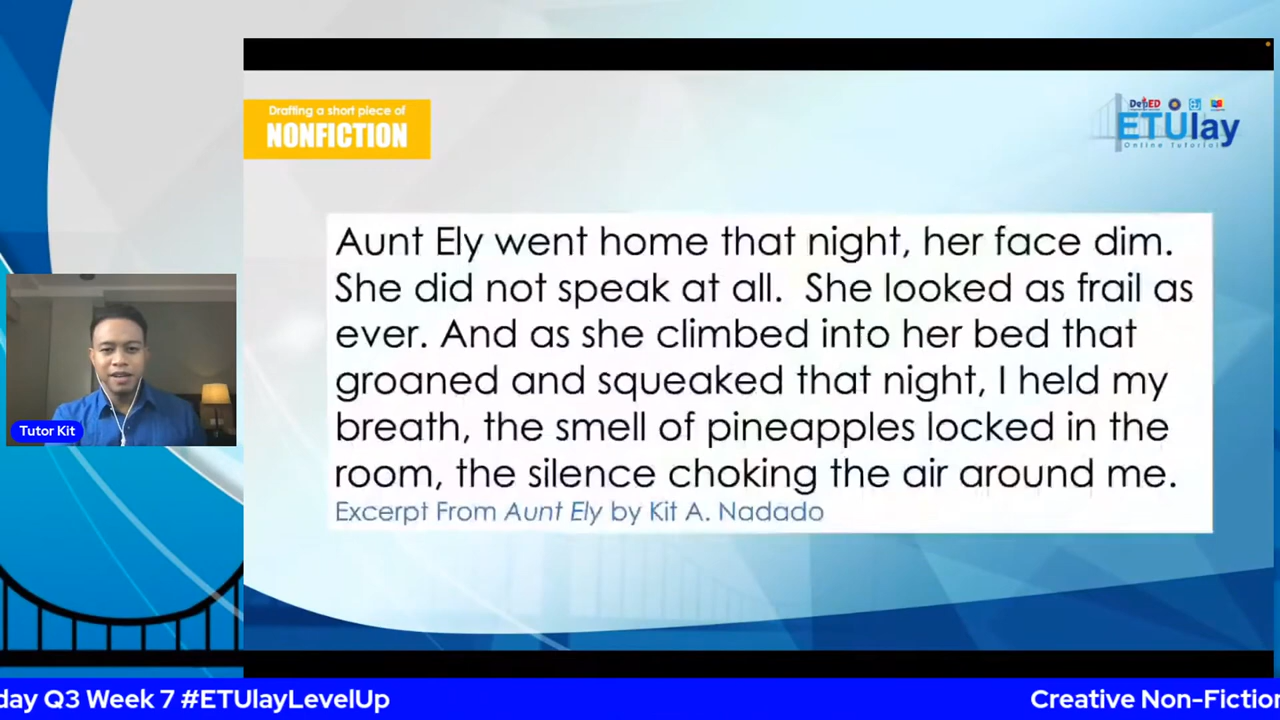 Drafting a short piece of
NONFICTION
DepED
ETUlay
Online Tutorial
Aunt Ely went home that night, her face dim.
She did not speak at all.  She looked as frail as
ever. And as she climbed into her bed that
groaned and squeaked that night, I held my
breath, the smell of pineapples locked in the
room, the silence choking the air around me.
Excerpt From Aunt Ely by Kit A. Nadado
Tutor Kit
day Q3 Week 7 #ETUlayLevelUp
Creative Non-Fiction